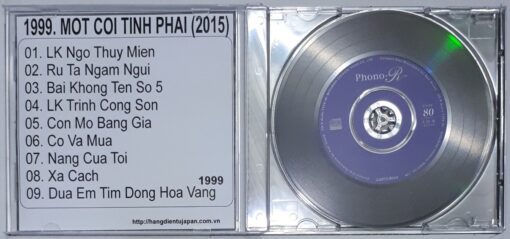 1999. MOT COI TINH PHAI (2015)
01. LK Ngo Thuy Mien
02. Ru Ta Ngam Ngui
03. Bai Khong Ten So 5
04. LK Trinh Cong Son
05. Con Mo Bang Gia
06. Co Va Mua
07. Nang Cua Toi
08. Xa Cach
1999
09. Dua Em Tim Dong Hoa Vang
http://hangdientujapan.com.vn
Phono-R
80